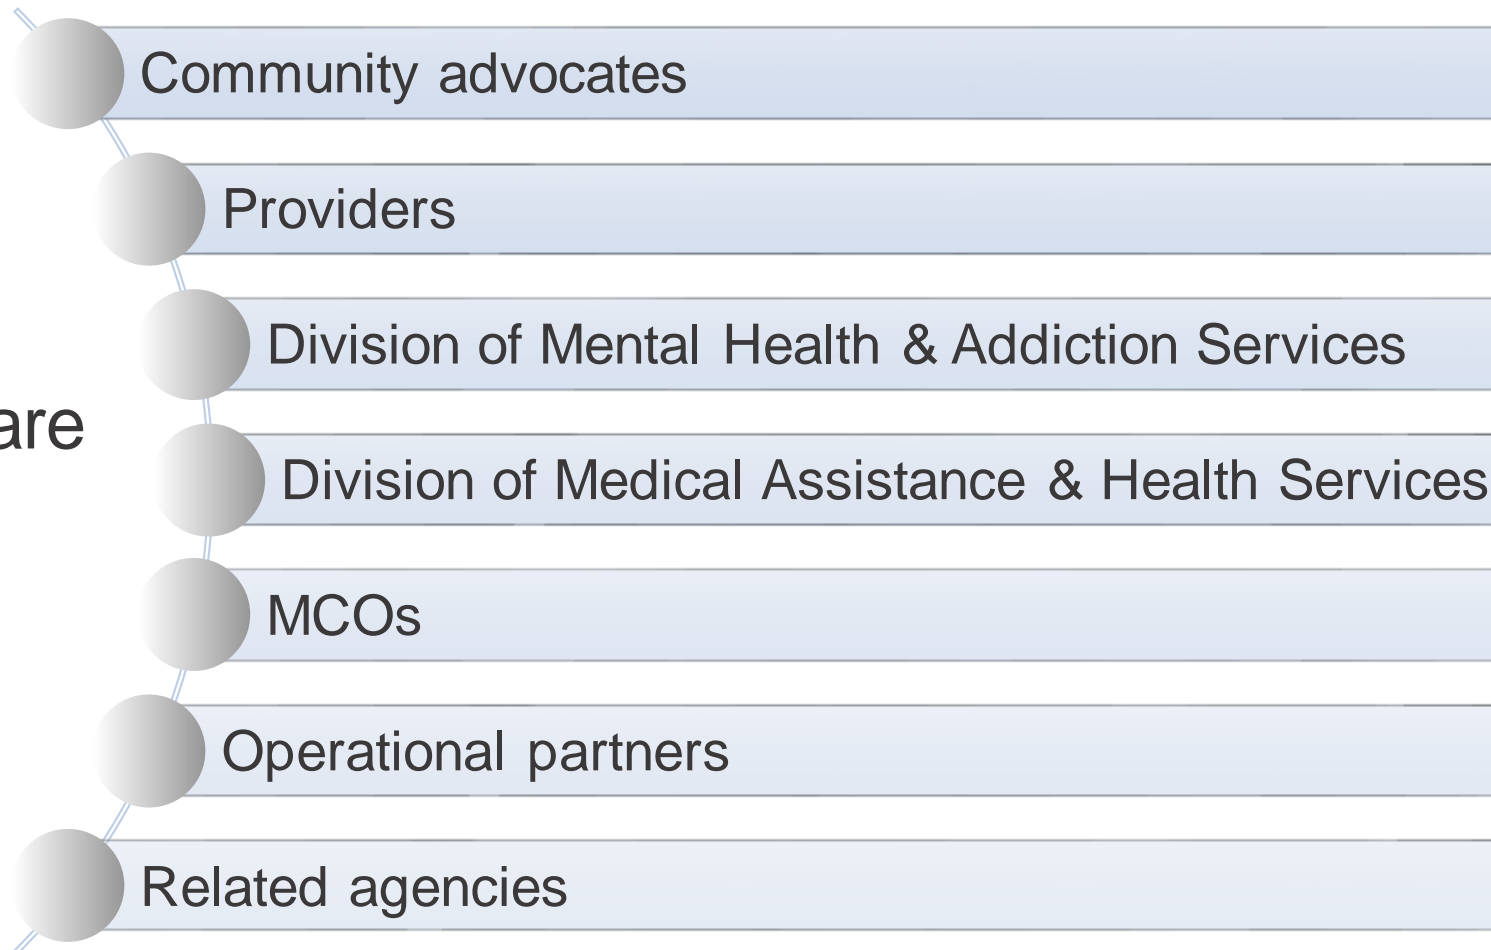 Community advocates
Providers
Division of Mental Health & Addiction Services
Division of Medical Assistance & Health Services
MCOs
Operational partners
Related agencies